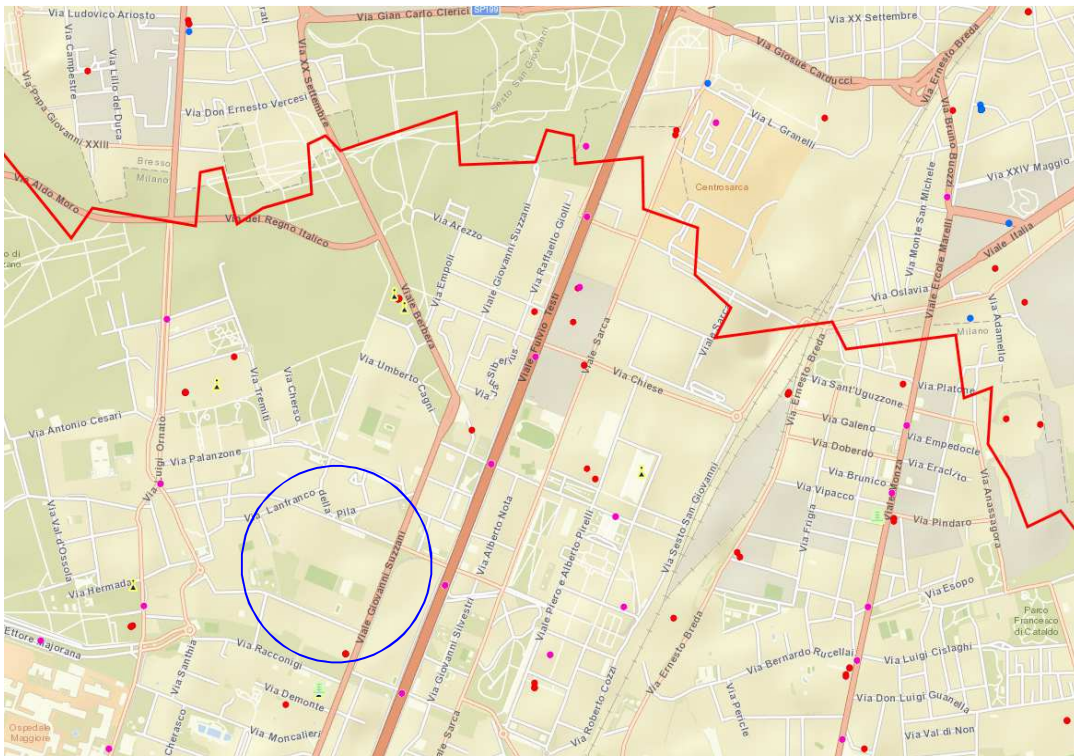 Via Ludovico Ariosto
Via Gian Carlo Clerici
SP109
Via XX Settembre
Via Campestre
Via Lillo del Duca
Via XX Settembre
Via Giosue Carducci
Via Ernesto Breda
Via Papa Giovanni XXIII
Via Don Ernesto Vercesi
Sesto San Giovanni
Via L. Granelli
Via Bruno Buozzi
Bresso
Milano
Via Aldo Moro
Centrosarca
Via XXIV Maggio
Via Monte San Michele
Via del Regno Italico
Via Arezzo
Viale Giovanni Suzzani
Via Raffaello Giolli
Viale Italia
Via Empoli
Viale Ercole Marelli
Via Oslavia
Viale Berbera
Viale Fulvio Testi
Viale Sarca
Viale Sarca
Milano
Via Adamello
Via Ernesto Breda
Via Umberto Cagni
Via Chiese
Via Tremiti
Via Cherso
Via Sant'Uguzzone
Via Platone
Via Antonio Cesari
Via Luigi Ornato
Via Galeno
Via Empedocle
Via Doberdo
Via Palanzone
Via Brunico
Via Eraclito
Via Vipacco
Via Lanfranco
della
Pila
Via Alberto Nota
Via Sesto San Giovanni
Via Frigia
Viale Monza
Via Pindaro
Via Anassagora
Via Val d'Ossola
Viale Giovanni Suzzani
Viale Piero e Alberto Pirelli
Via Hermada
Via Esopo
Parco
Francesco
di Cataldo
Ettore Majorana
Via Santhia
Via Racconigi
Via Giovanni Silvestri
Via Ernesto Breda
Via Bernardo Rucellai
Via Luigi Cislaghi
Via Demonte
Via Roberto Cozzi
Via Pericle
Via Don Luigi Guanella
Ospedale
Maggiore
Cherasco
Via Moncalieri
Viale Sarca
Via Val di Non